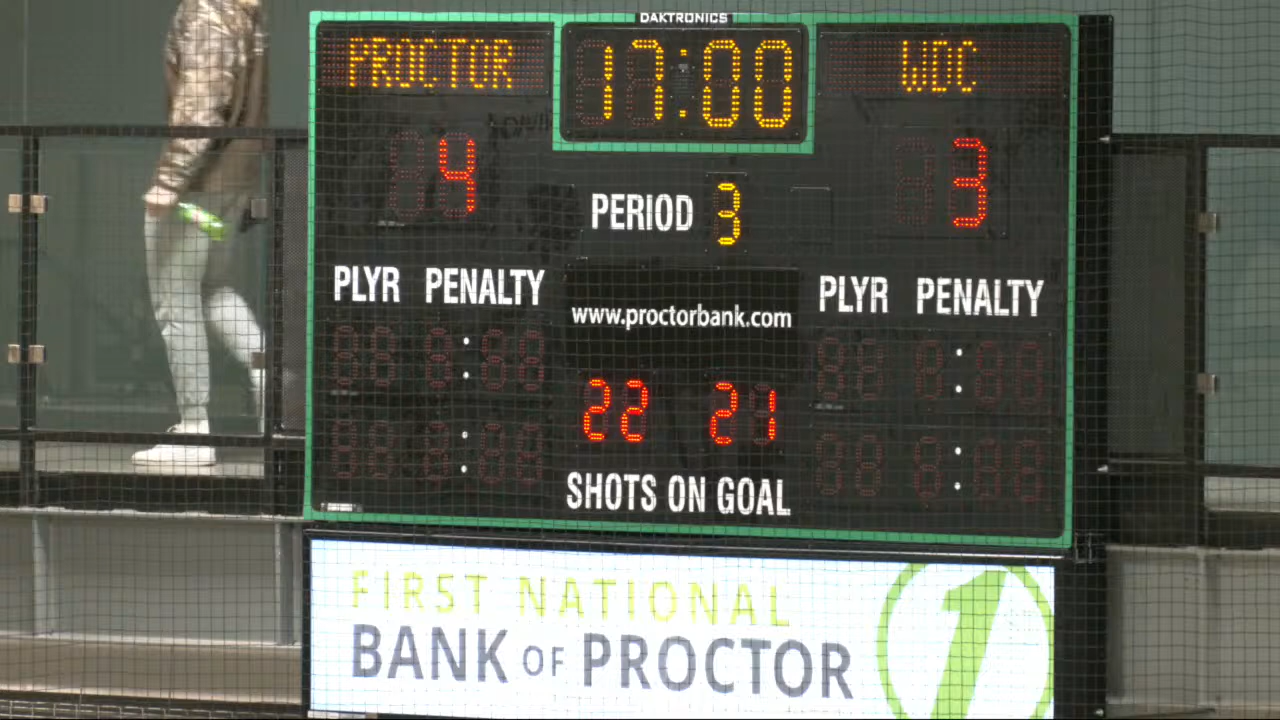 DAKTRONICS
PROCTOR 17:00 WDC
4 PERIOD 3 3
PLYR PENALTY PLYR PENALTY
www.proctorbank.com
22 21
SHOTS ON GOAL
FIRST NATIONAL 1
BANK OF PROCTOR